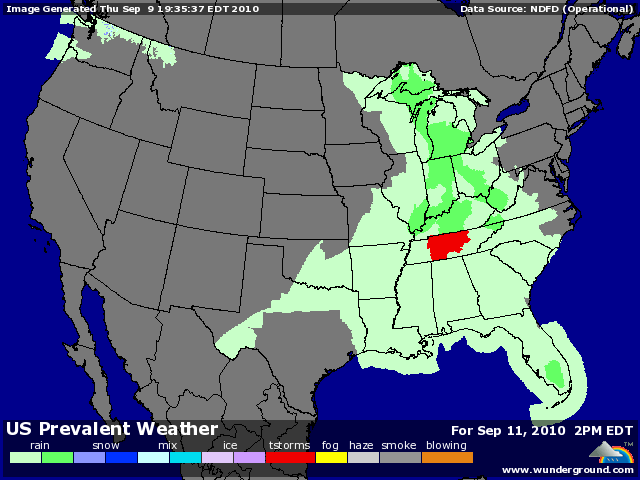 Image Generated Thu Sep 9 19:35:37 EDT 2010 Data Source: NDFD (Operational)
US Prevalent Weather For Sep 11, 2010 2PM EDT
rain snow mix ice tstorms fog haze smoke blowing
TM
www.wunderground.com